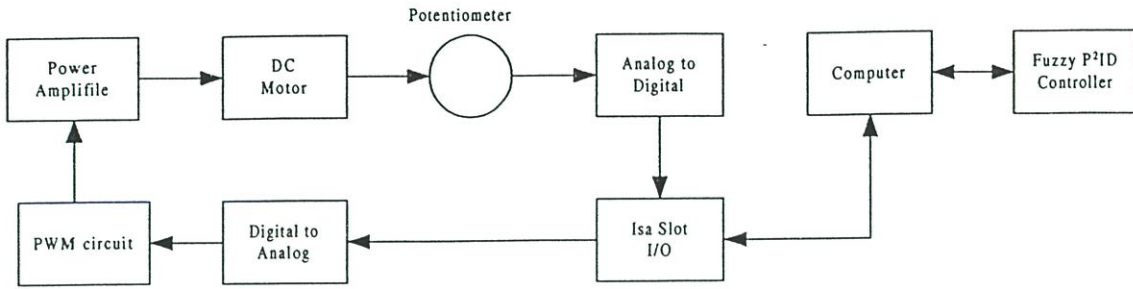 Potentiometer
Power
Amplifile
DC
Motor
Analog to
Digital
Computer
Fuzzy P²ID
Controller
PWM circuit
Digital to
Analog
Isa Slot
I/O